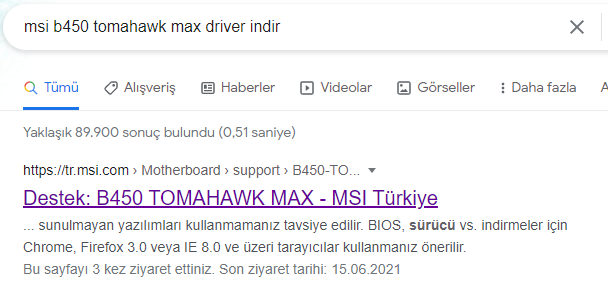 msi b450 tomahawk max driver indir
Tümü Alışveriş Haberler Videolar Görseller Daha fazla A
Yaklaşık 89.900 sonuç bulundu (0,51 saniye)
https://tr.msi.com › Motherboard › support › B450-TO...
Destek: B450 TOMAHAWK MAX - MSI Türkiye
... sunulmayan yazılımları kullanmamanız tavsiye edilir. BIOS, sürücü vs. indirmeler için
Chrome, Firefox 3.0 veya IE 8.0 ve üzeri tarayıcılar kullanmanız önerilir.
Bu sayfayı 3 kez ziyaret ettiniz. Son ziyaret tarihi: 15.06.2021